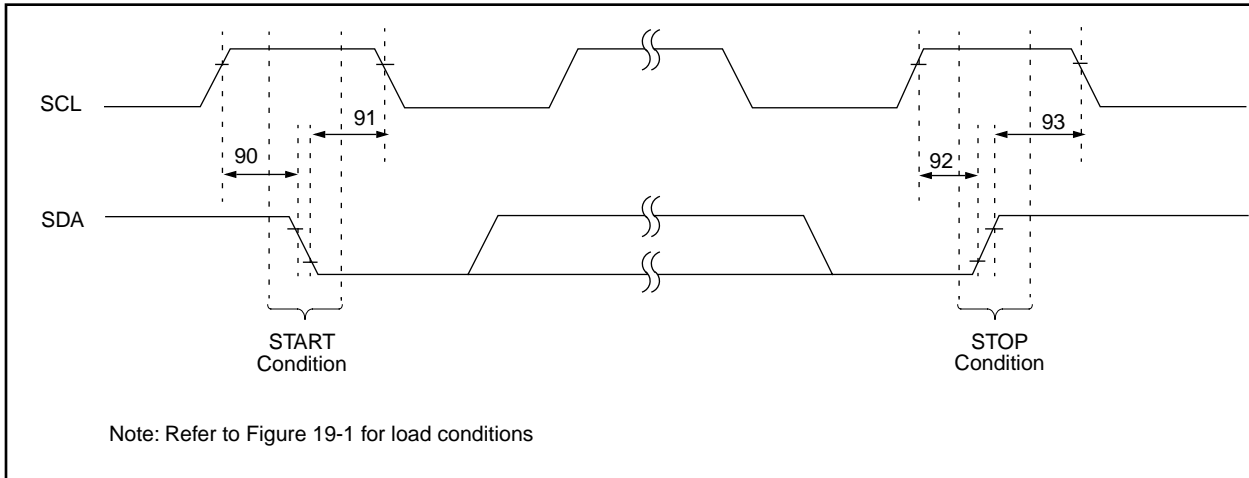 SCL
91
93
90
92
SDA
START
Condition
STOP
Condition
Note: Refer to Figure 19-1 for load conditions